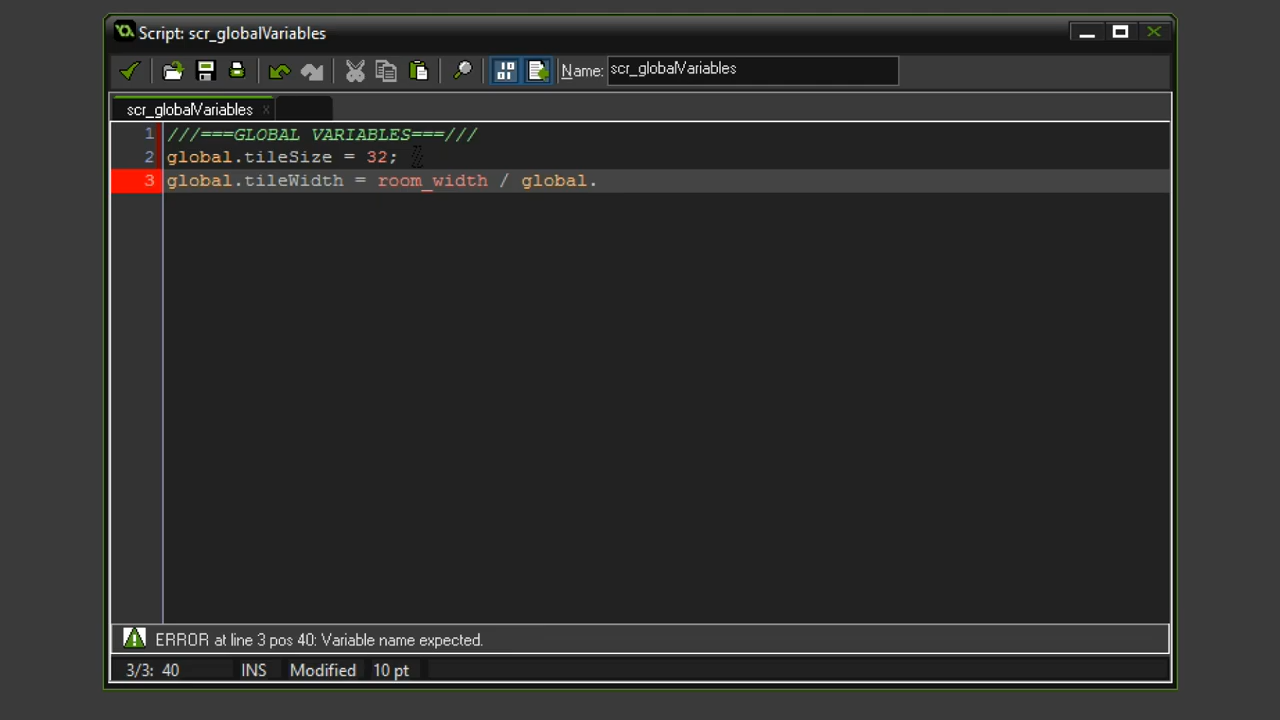 Script: scr_globalVariables
Name: scr_globalVariables
scr_globalVariables x
1 ///===GLOBAL VARIABLES===///
2 global.tileSize = 32;
3 global.tileWidth = room_width / global.
ERROR at line 3 pos 40: Variable name expected.
3/3: 40 INS Modified 10 pt